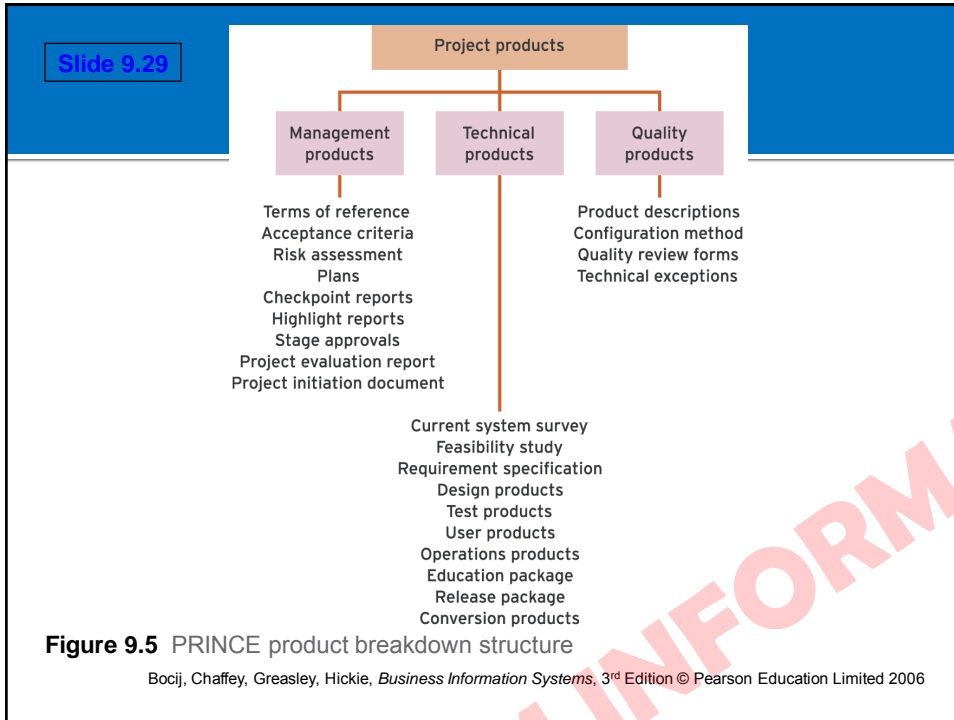 Slide 9.29
Project products
Management
products
Technical
products
Quality
products
Terms of reference
Acceptance criteria
Risk assessment
Plans
Checkpoint reports
Highlight reports
Stage approvals
Project evaluation report
Project initiation document
Product descriptions
Configuration method
Quality review forms
Technical exceptions
Current system survey
Feasibility study
Requirement specification
Design products
Test products
User products
Operations products
Education package
Release package
Conversion products
Figure 9.5 PRINCE product breakdown structure
Bocij, Chaffey, Greasley, Hickie, Business Information Systems, 3rd Edition © Pearson Education Limited 2006